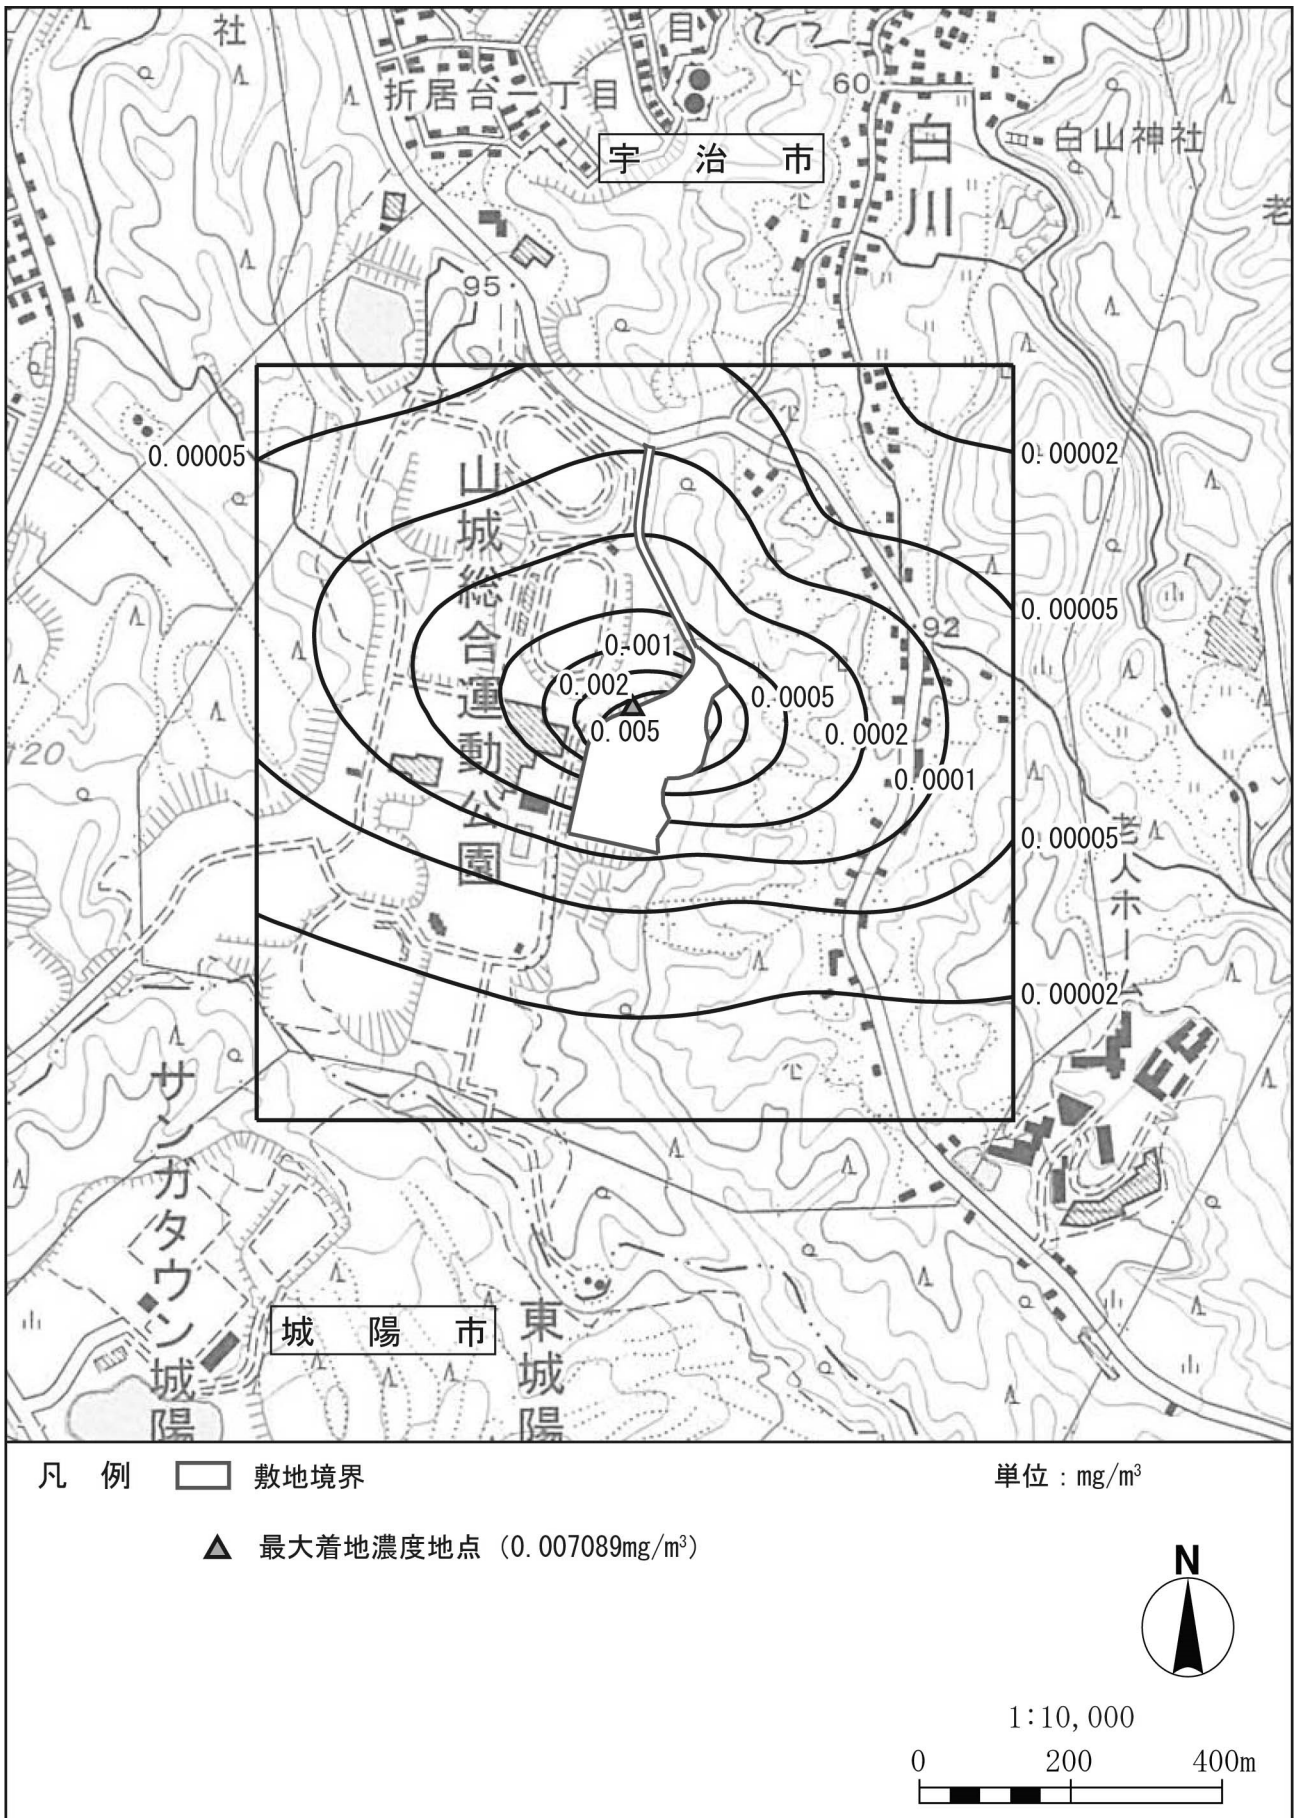 社
目
折居台一丁目
60
宇治市
白川
白山神社
老
95
0.00005
0.00002
山城総合運動公園
0.00005
92
0.001
0.002
0.0005
0.005
0.0002
120
0.0001
0.00005
老人ホーム
0.00002
サンガタウン城陽
城陽市
東城陽
凡例 敷地境界
単位：mg/m³
最大着地濃度地点（0.007089mg/m³）
N
1:10,000
0 200 400m